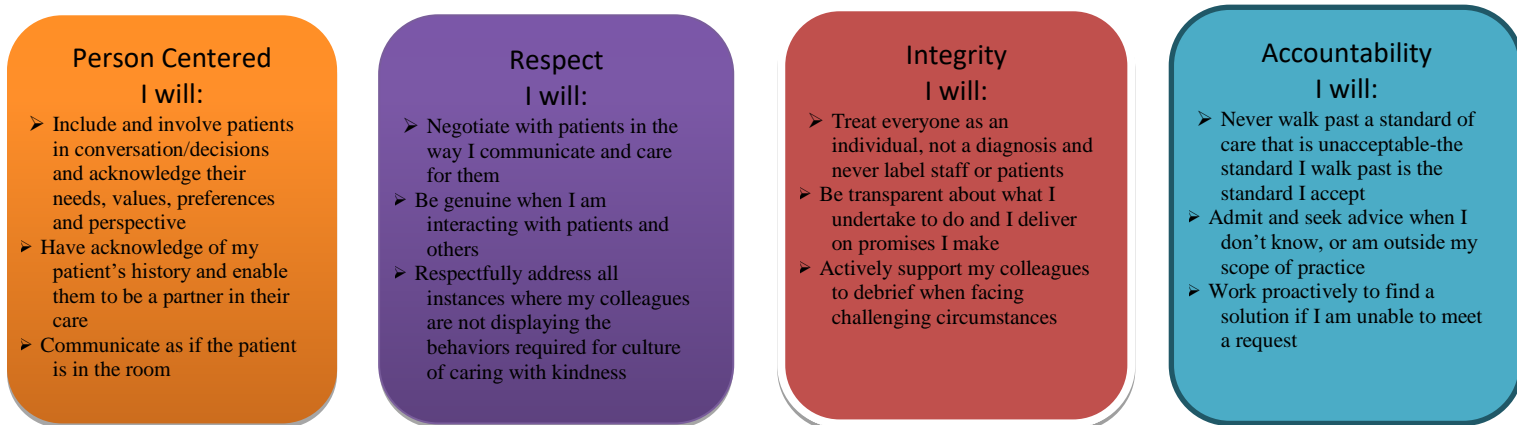 Person Centered
I will:
➢ Include and involve patients
in conversation/decisions
and acknowledge their
needs, values, preferences
and perspective
➢ Have acknowledge of my
patient's history and enable
them to be a partner in their
care
➢ Communicate as if the patient
is in the room
Respect
I will:
➢ Negotiate with patients in the
way I communicate and care
for them
➢ Be genuine when I am
interacting with patients and
others
➢ Respectfully address all
instances where my colleagues
are not displaying the
behaviors required for culture
of caring with kindness
Integrity
I will:
➢ Treat everyone as an
individual, not a diagnosis and
never label staff or patients
➢ Be transparent about what I
undertake to do and I deliver
on promises I make
➢ Actively support my colleagues
to debrief when facing
challenging circumstances
Accountability
I will:
➢ Never walk past a standard of
care that is unacceptable-the
standard I walk past is the
standard I accept
➢ Admit and seek advice when I
don't know, or am outside my
scope of practice
➢ Work proactively to find a
solution if I am unable to meet
a request